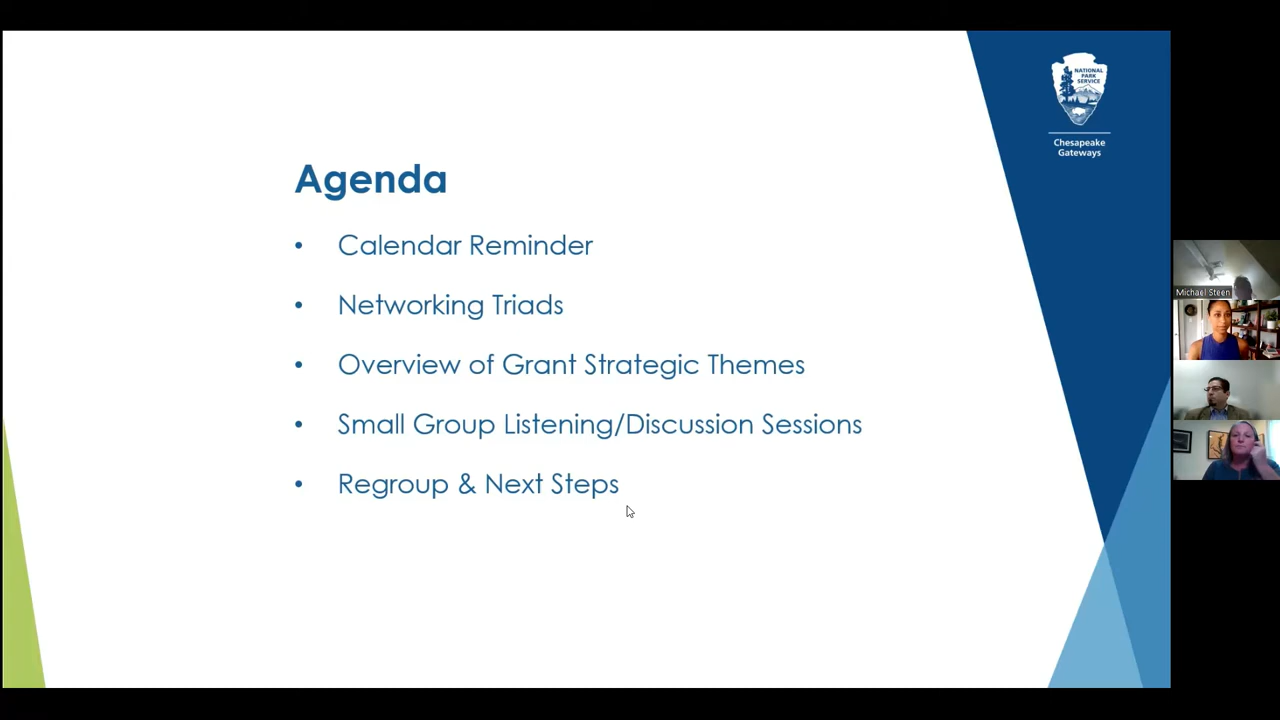 NATIONAL
PARK
SERVICE
Chesapeake
Gateways
Agenda
• Calendar Reminder
• Networking Triads
• Overview of Grant Strategic Themes
• Small Group Listening/Discussion Sessions
• Regroup & Next Steps
Michael Steen